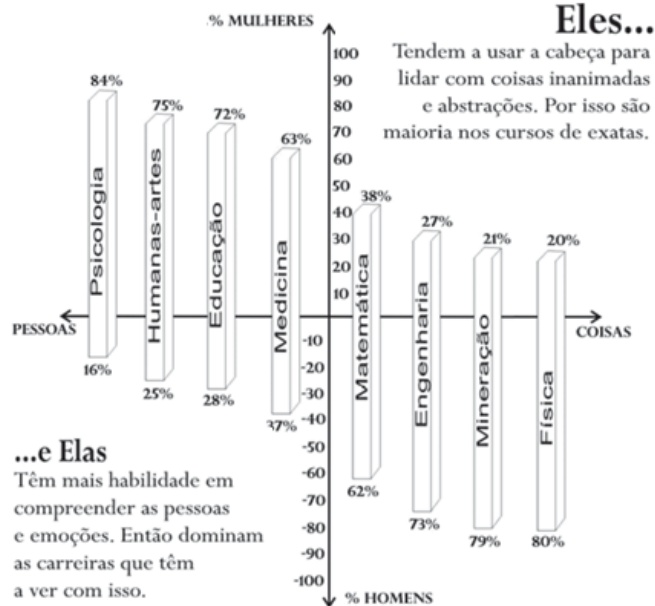 % MULHERES
Eles...
Tendem a usar a cabeça para
lidar com coisas inanimadas
e abstrações. Por isso são
maioria nos cursos de exatas.
100
90
80
70
60
50
40
30
20
10
-10
-20
-30
-40
-50
-60
-70
-80
-90
-100
84%
75%
72%
63%
38%
27%
21%
20%
Psicologia
Humanas-artes
Educação
Medicina
Matemática
Engenharia
Mineração
Física
PESSOAS
COISAS
16%
25%
28%
37%
62%
73%
79%
80%
...e Elas
Têm mais habilidade em
compreender as pessoas
e emoções. Então dominam
as carreiras que têm
a ver com isso.
% HOMENS